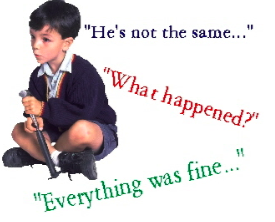 "He's not the same..."
"What happened?"
"Everything was fine..."